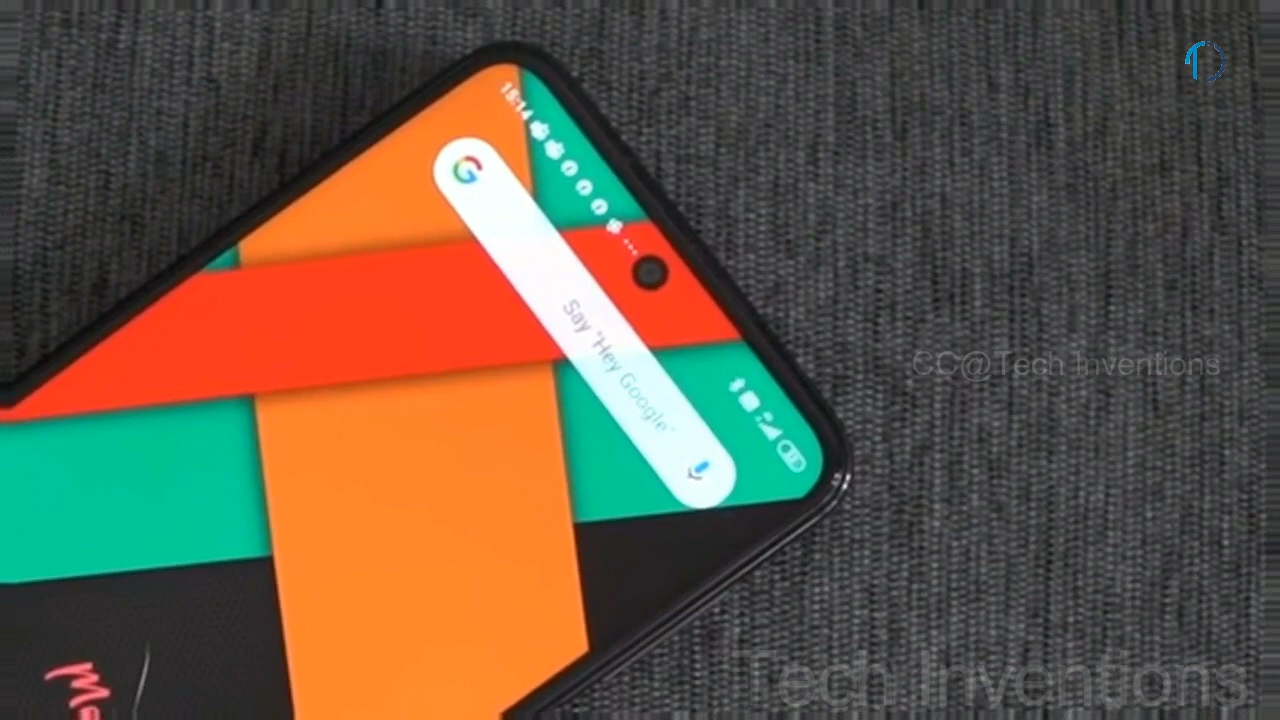 15:14
G
Say "Hey Google"
CC@Tech Inventions
Tech Inventions